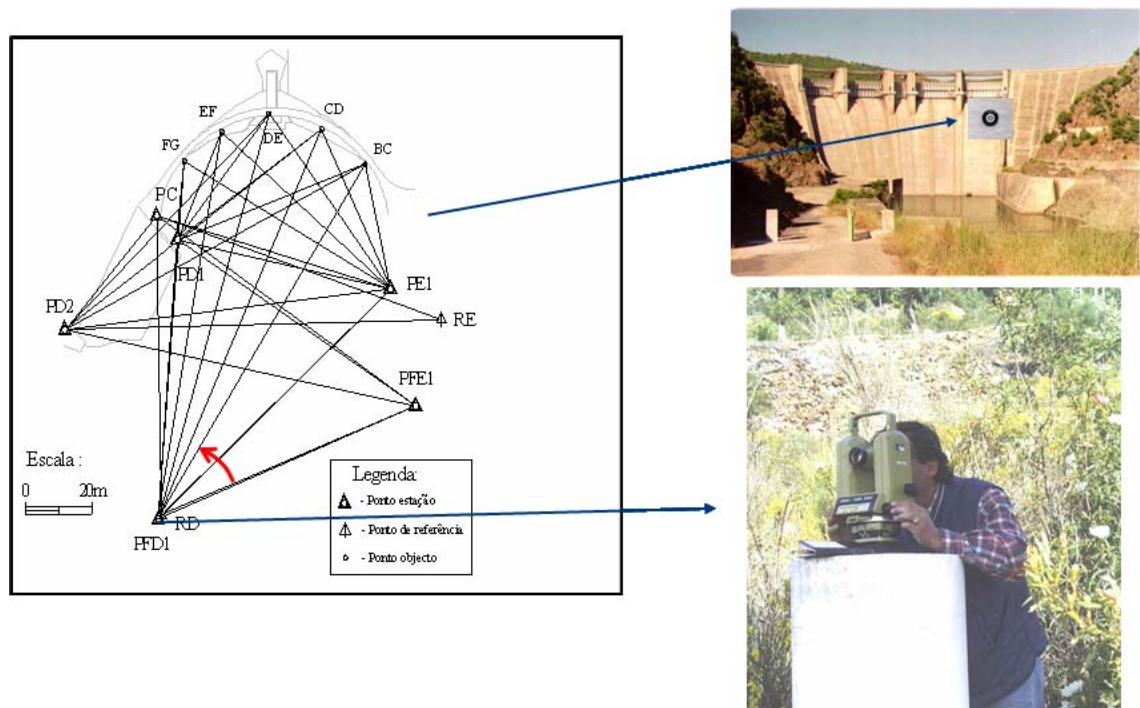 EF
CD
DE
FG
BC
PC
PD1
PE1
PD2
RE
PFE1
Escala :
0 20m
RD
PFD1
Legenda:
- Ponto estação
- Ponto de referência
- Ponto objecto